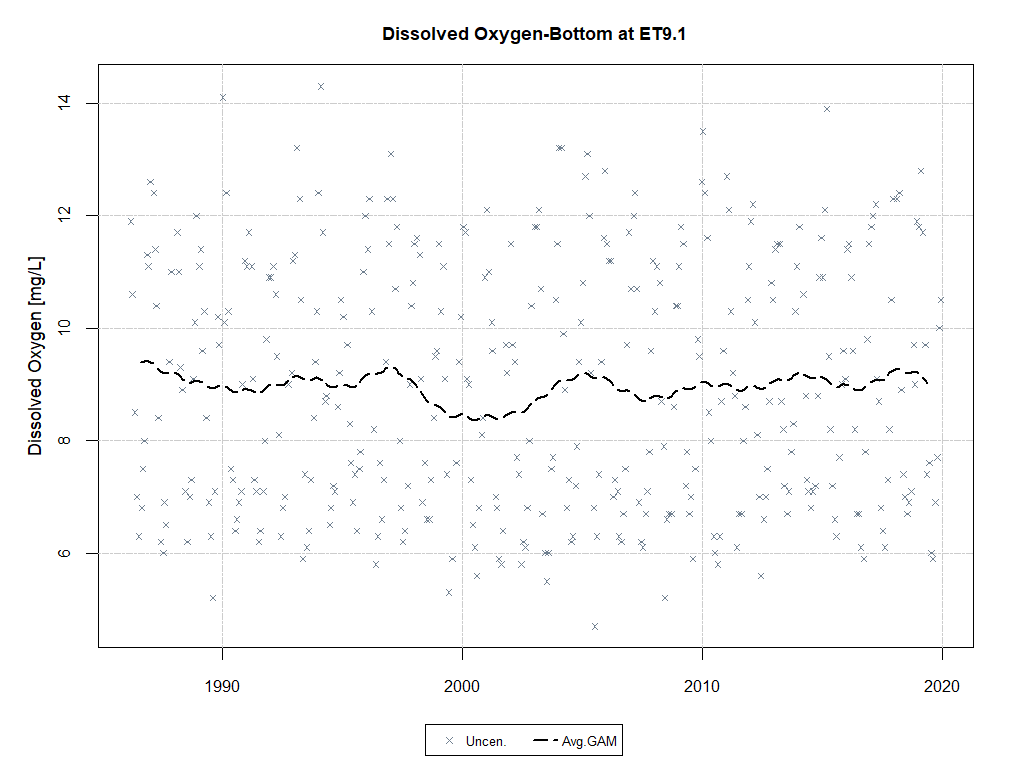 Dissolved Oxygen-Bottom at ET9.1
Dissolved Oxygen [mg/L]
14
12
10
8
6
1990
2000
2010
2020
Uncen.
Avg.GAM